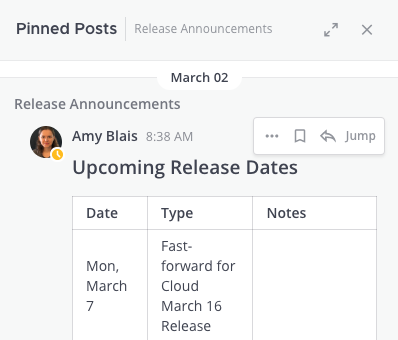 Pinned Posts Release Announcements
March 02
Release Announcements
Amy Blais 8:38 AM
Jump
Upcoming Release Dates
Date Type Notes
Mon,
March
7
Fast-
forward for
Cloud
March 16
Release